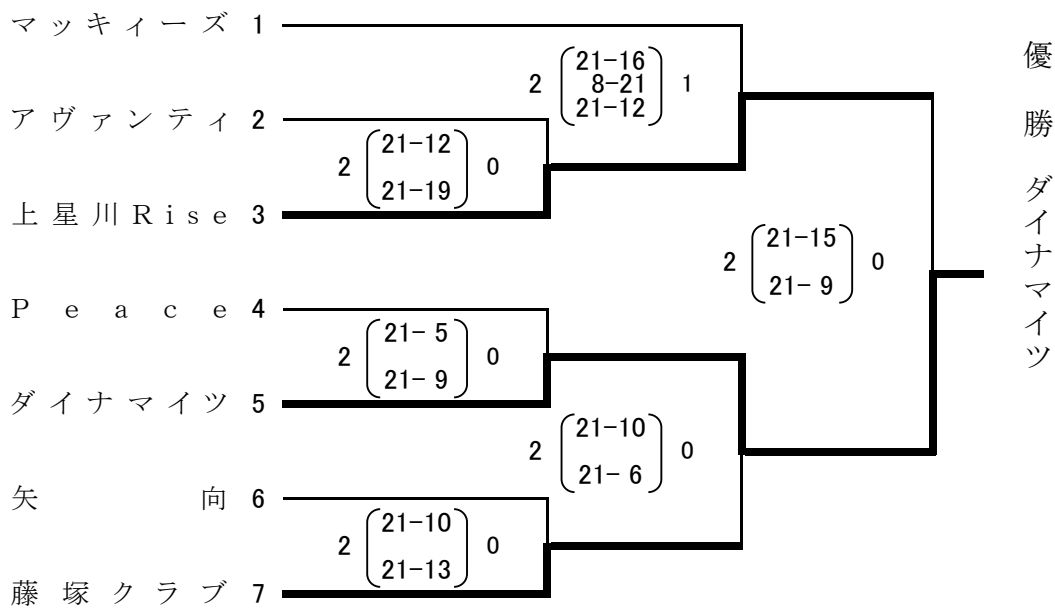 マッキィーズ 1
2 21-16 8-21 21-12 1
アヴァンティ 2
2 21-12 21-19 0
上星川Rise 3
2 21-15 21- 9 0
Peace 4
2 21- 5 21- 9 0
ダイナマイツ 5
2 21-10 21- 6 0
矢向 6
2 21-10 21-13 0
藤塚クラブ 7
優勝 ダイナマイツ